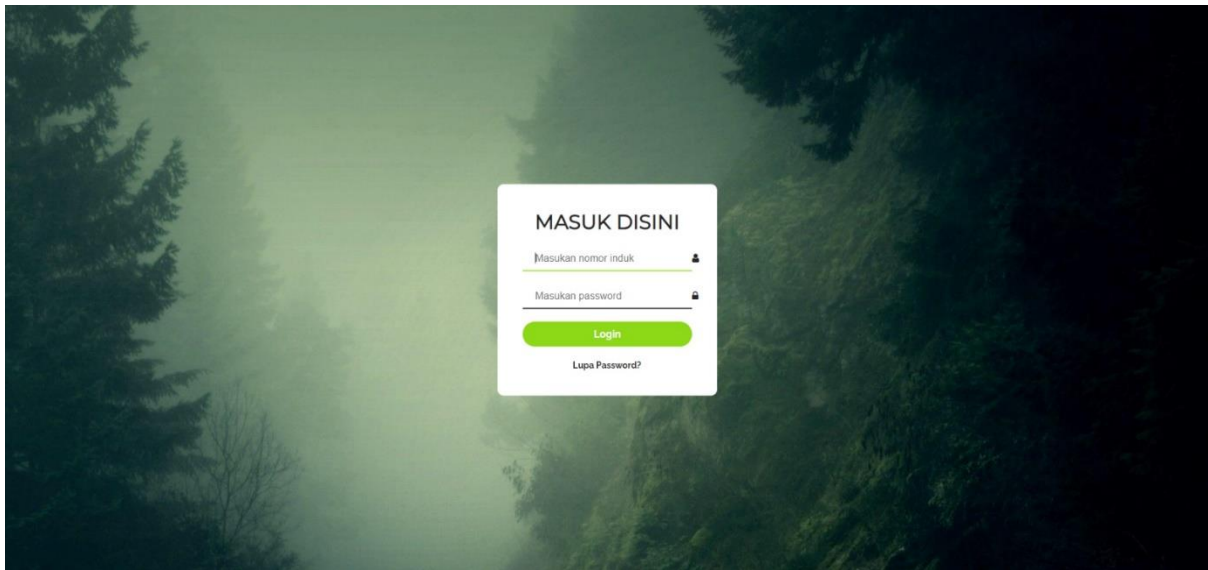 MASUK DISINI
Masukan nomor induk
Masukan password
Login
Lupa Password?